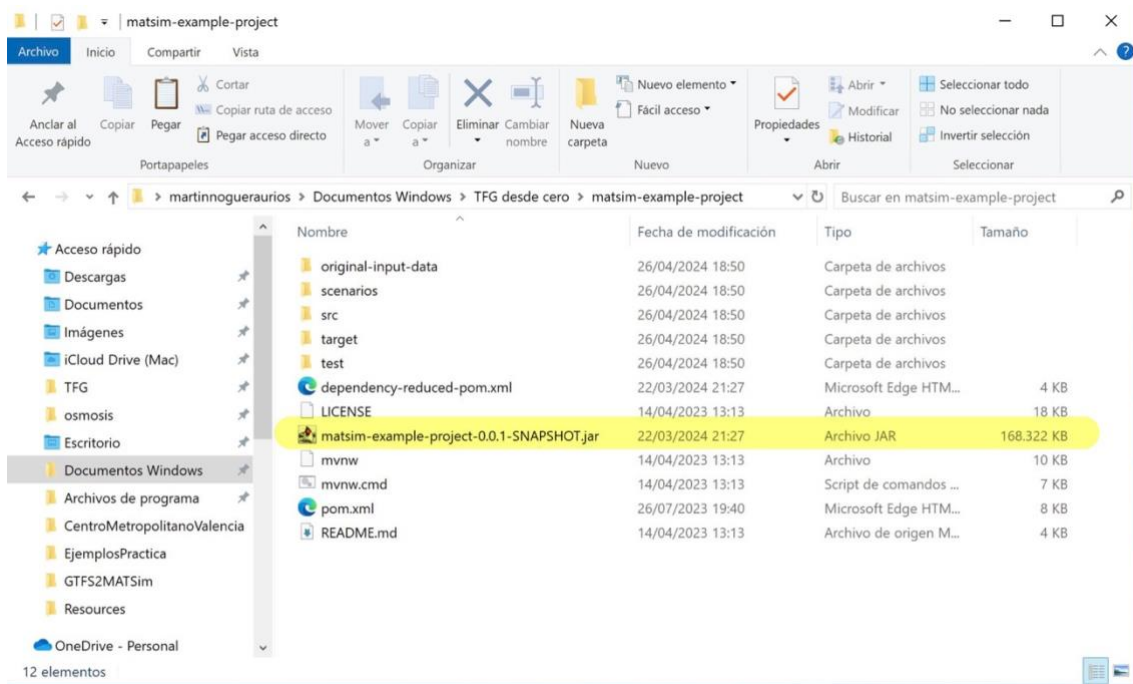 matsim-example-project
Archivo Inicio Compartir Vista
Anclar al Acceso rápido
Copiar
Pegar
Cortar
Copiar ruta de acceso
Pegar acceso directo
Portapapeles
Mover a
Copiar a
Eliminar
Cambiar nombre
Organizar
Nueva carpeta
Nuevo elemento
Fácil acceso
Nuevo
Propiedades
Abrir
Modificar
Historial
Abrir
Seleccionar todo
No seleccionar nada
Invertir selección
Seleccionar
martinnogueraurios > Documentos Windows > TFG desde cero > matsim-example-project
Buscar en matsim-example-project
Acceso rápido
Descargas
Documentos
Imágenes
iCloud Drive (Mac)
TFG
osmosis
Escritorio
Documentos Windows
Archivos de programa
CentroMetropolitanoValencia
EjemplosPractica
GTFS2MATSim
Resources
OneDrive - Personal
Nombre Fecha de modificación Tipo Tamaño
original-input-data 26/04/2024 18:50 Carpeta de archivos
scenarios 26/04/2024 18:50 Carpeta de archivos
src 26/04/2024 18:50 Carpeta de archivos
target 26/04/2024 18:50 Carpeta de archivos
test 26/04/2024 18:50 Carpeta de archivos
dependency-reduced-pom.xml 22/03/2024 21:27 Microsoft Edge HTM... 4 KB
LICENSE 14/04/2023 13:13 Archivo 18 KB
matsim-example-project-0.0.1-SNAPSHOT.jar 22/03/2024 21:27 Archivo JAR 168.322 KB
mvnw 14/04/2023 13:13 Archivo 10 KB
mvnw.cmd 14/04/2023 13:13 Script de comandos ... 7 KB
pom.xml 26/07/2023 19:40 Microsoft Edge HTM... 8 KB
README.md 14/04/2023 13:13 Archivo de origen M... 4 KB
12 elementos